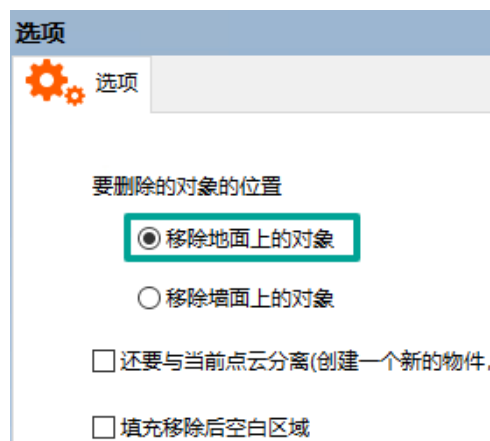 选项
选项
要删除的对象的位置
移除地面上的对象
移除墙面上的对象
还要与当前点云分离(创建一个新的物件,
填充移除后空白区域